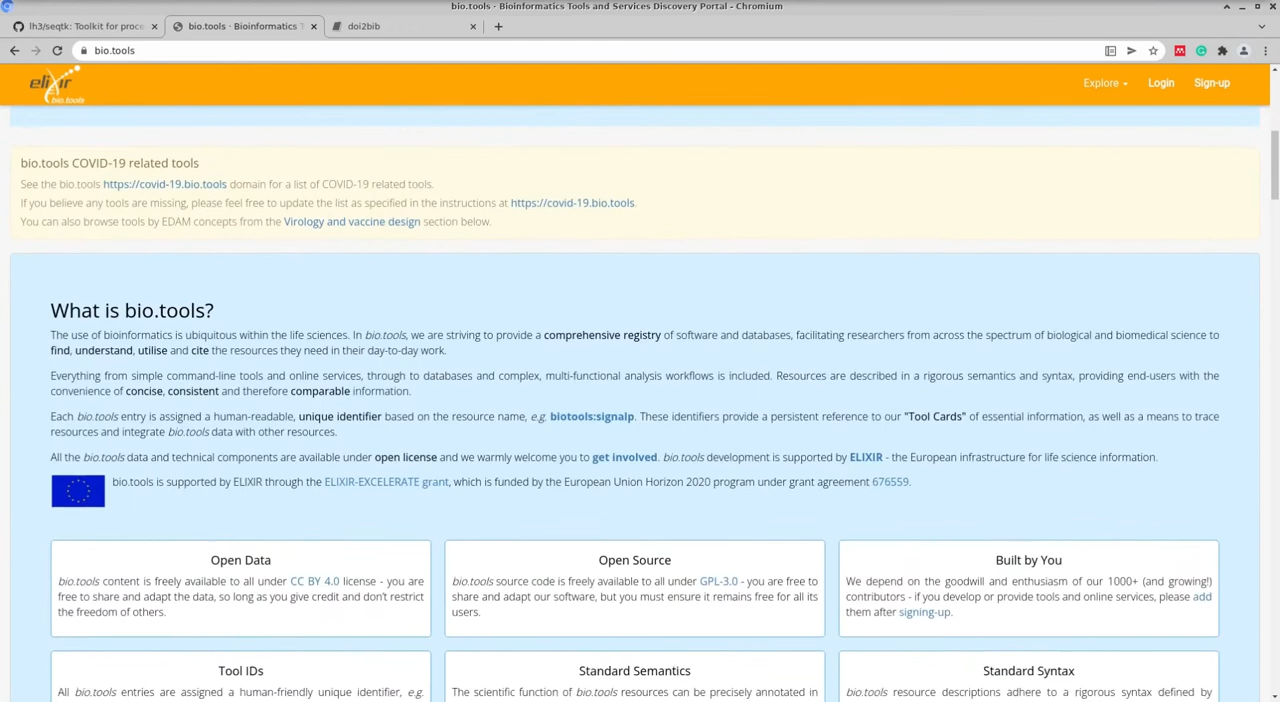 bio.tools · Bioinformatics Tools and Services Discovery Portal - Chromium
lh3/seqtk: Toolkit for proce
bio.tools · Bioinformatics T
doi2bib
bio.tools
elixir
bio.tools
Explore
Login
Sign-up
bio.tools COVID-19 related tools
See the bio.tools https://covid-19.bio.tools domain for a list of COVID-19 related tools.
If you believe any tools are missing, please feel free to update the list as specified in the instructions at https://covid-19.bio.tools.
You can also browse tools by EDAM concepts from the Virology and vaccine design section below.
What is bio.tools?
The use of bioinformatics is ubiquitous within the life sciences. In bio.tools, we are striving to provide a comprehensive registry of software and databases, facilitating researchers from across the spectrum of biological and biomedical science to
find, understand, utilise and cite the resources they need in their day-to-day work.
Everything from simple command-line tools and online services, through to databases and complex, multi-functional analysis workflows is included. Resources are described in a rigorous semantics and syntax, providing end-users with the
convenience of concise, consistent and therefore comparable information.
Each bio.tools entry is assigned a human-readable, unique identifier based on the resource name, e.g. biotools:signalp. These identifiers provide a persistent reference to our "Tool Cards" of essential information, as well as a means to trace
resources and integrate bio.tools data with other resources.
All the bio.tools data and technical components are available under open license and we warmly welcome you to get involved. bio.tools development is supported by ELIXIR - the European infrastructure for life science information.
bio.tools is supported by ELIXIR through the ELIXIR-EXCELERATE grant, which is funded by the European Union Horizon 2020 program under grant agreement 676559.
Open Data
bio.tools content is freely available to all under CC BY 4.0 license - you are
free to share and adapt the data, so long as you give credit and don't restrict
the freedom of others.
Open Source
bio.tools source code is freely available to all under GPL-3.0 - you are free to
share and adapt our software, but you must ensure it remains free for all its
users.
Built by You
We depend on the goodwill and enthusiasm of our 1000+ (and growing!)
contributors - if you develop or provide tools and online services, please add
them after signing-up.
Tool IDs
All bio.tools entries are assigned a human-friendly unique identifier, e.g.
Standard Semantics
The scientific function of bio.tools resources can be precisely annotated in
Standard Syntax
bio.tools resource descriptions adhere to a rigorous syntax defined by